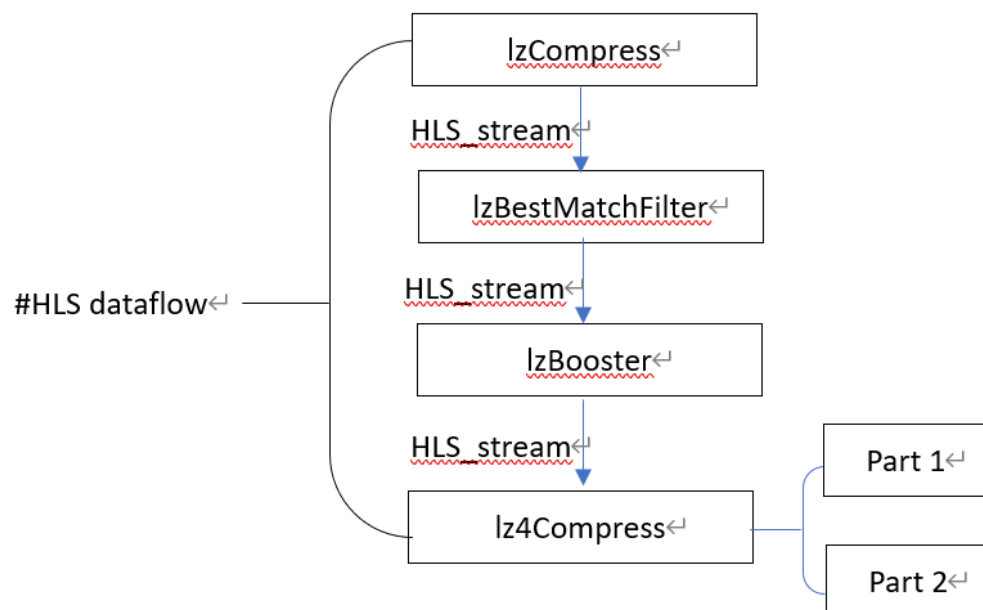 lzCompress↵
HLS_stream↵
lzBestMatchFilter↵
HLS_stream↵
#HLS dataflow↵
lzBooster↵
HLS_stream↵
Part 1↵
lz4Compress↵
Part 2↵